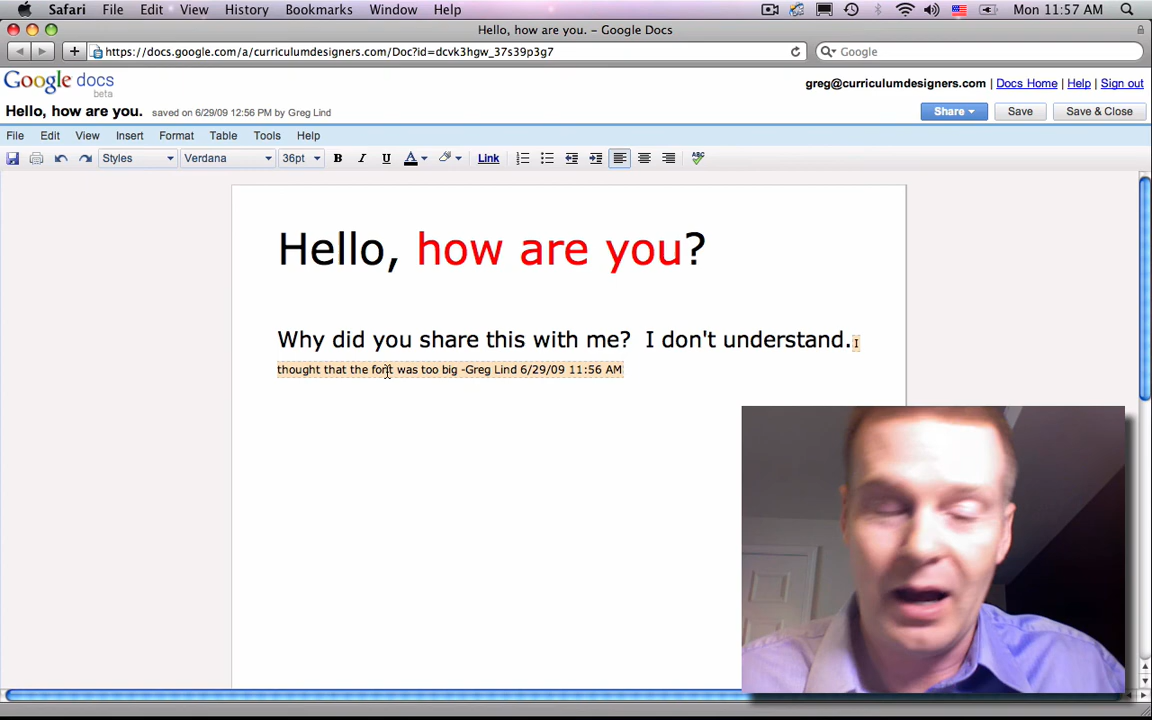 Safari File Edit View History Bookmarks Window Help Mon 11:57 AM
Hello, how are you. – Google Docs
https://docs.google.com/a/curriculumdesigners.com/Doc?id=dcvk3hgw_37s39p3g7 Google
Google docs
beta
greg@curriculumdesigners.com | Docs Home | Help | Sign out
Hello, how are you. saved on 6/29/09 12:56 PM by Greg Lind Share Save Save & Close
File Edit View Insert Format Table Tools Help
Styles Verdana 36pt B I U A Link ABC
Hello, how are you?
Why did you share this with me? I don't understand. I
thought that the font was too big -Greg Lind 6/29/09 11:56 AM